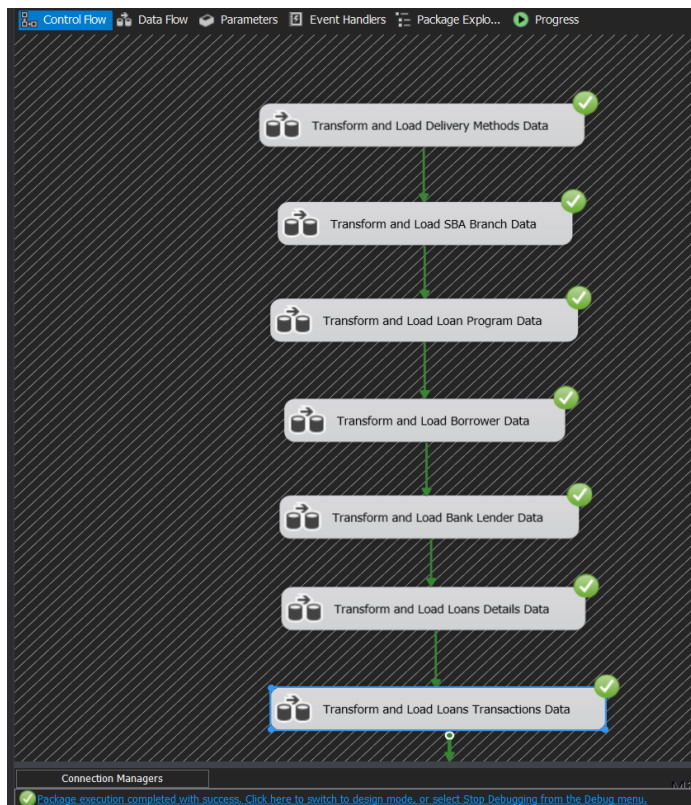 Control Flow Data Flow Parameters Event Handlers Package Explo... Progress
Transform and Load Delivery Methods Data
Transform and Load SBA Branch Data
Transform and Load Loan Program Data
Transform and Load Borrower Data
Transform and Load Bank Lender Data
Transform and Load Loans Details Data
Transform and Load Loans Transactions Data
Connection Managers
Package execution completed with success. Click here to switch to design mode, or select Stop Debugging from the Debug menu.